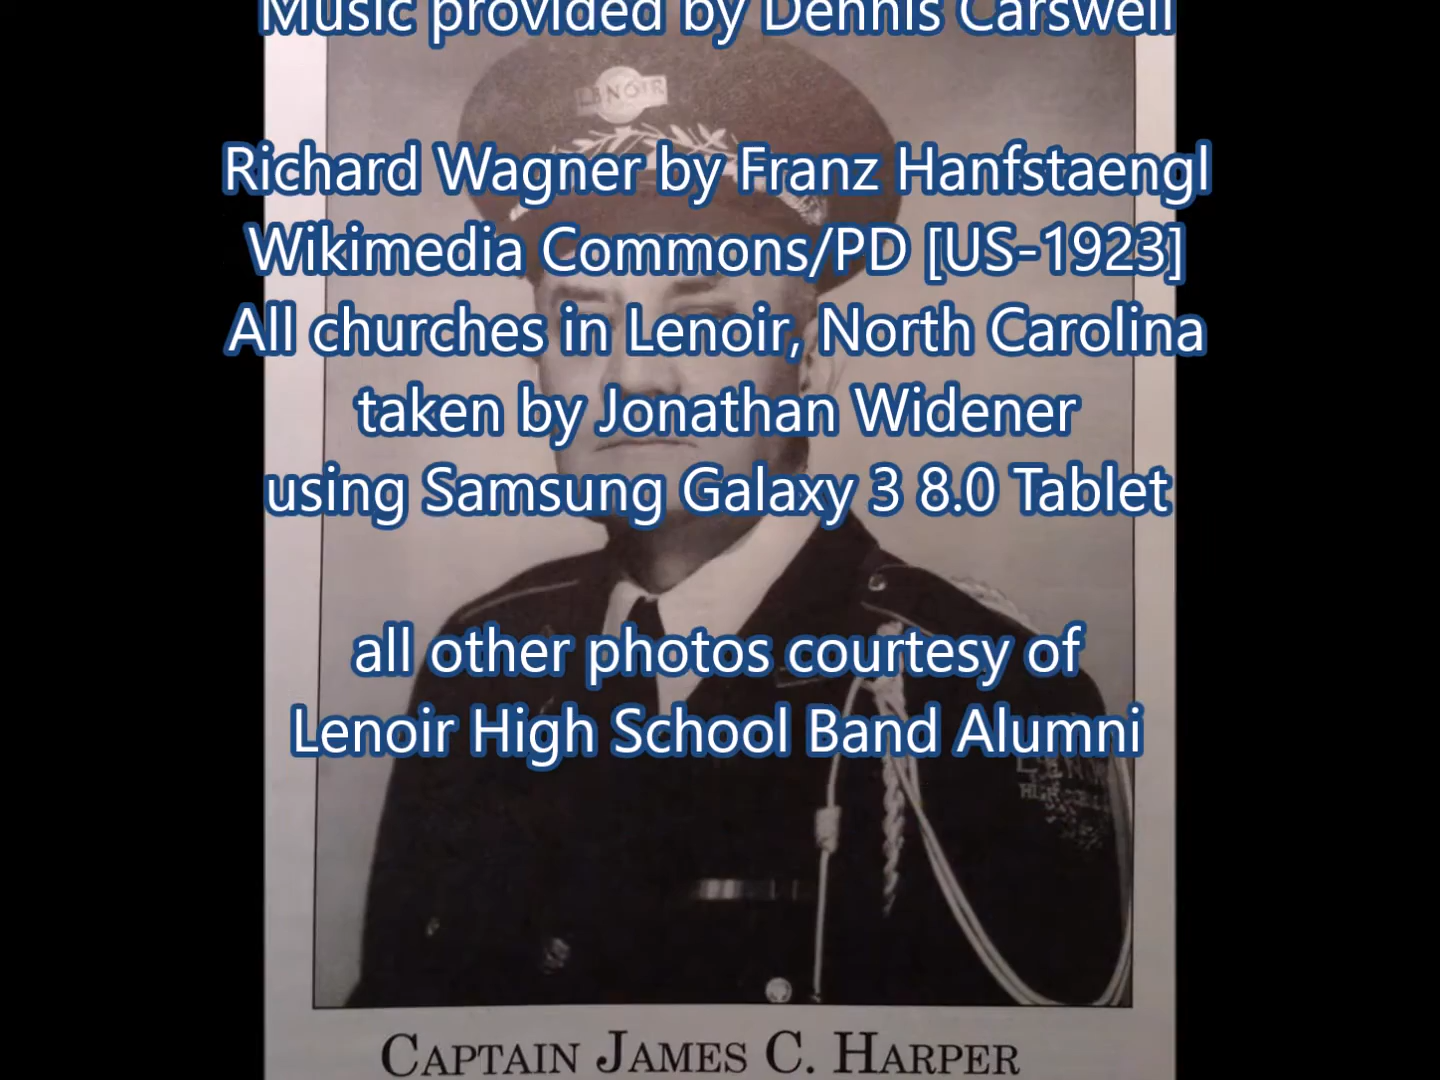 Music provided by Dennis Carswell
LENOIR
Richard Wagner by Franz Hanfstaengl
Wikimedia Commons/PD [US-1923]
All churches in Lenoir, North Carolina
taken by Jonathan Widener
using Samsung Galaxy 3 8.0 Tablet
all other photos courtesy of
Lenoir High School Band Alumni
CAPTAIN JAMES C. HARPER